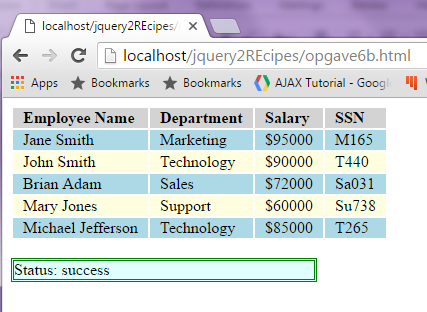 localhost/jquery2REcipes/
localhost/jquery2REcipes/opgave6b.html
Apps Bookmarks Bookmarks AJAX Tutorial - Goog
Employee Name Department Salary SSN
Jane Smith Marketing $95000 M165
John Smith Technology $90000 T440
Brian Adam Sales $72000 Sa031
Mary Jones Support $60000 Su738
Michael Jefferson Technology $85000 T265
Status: success